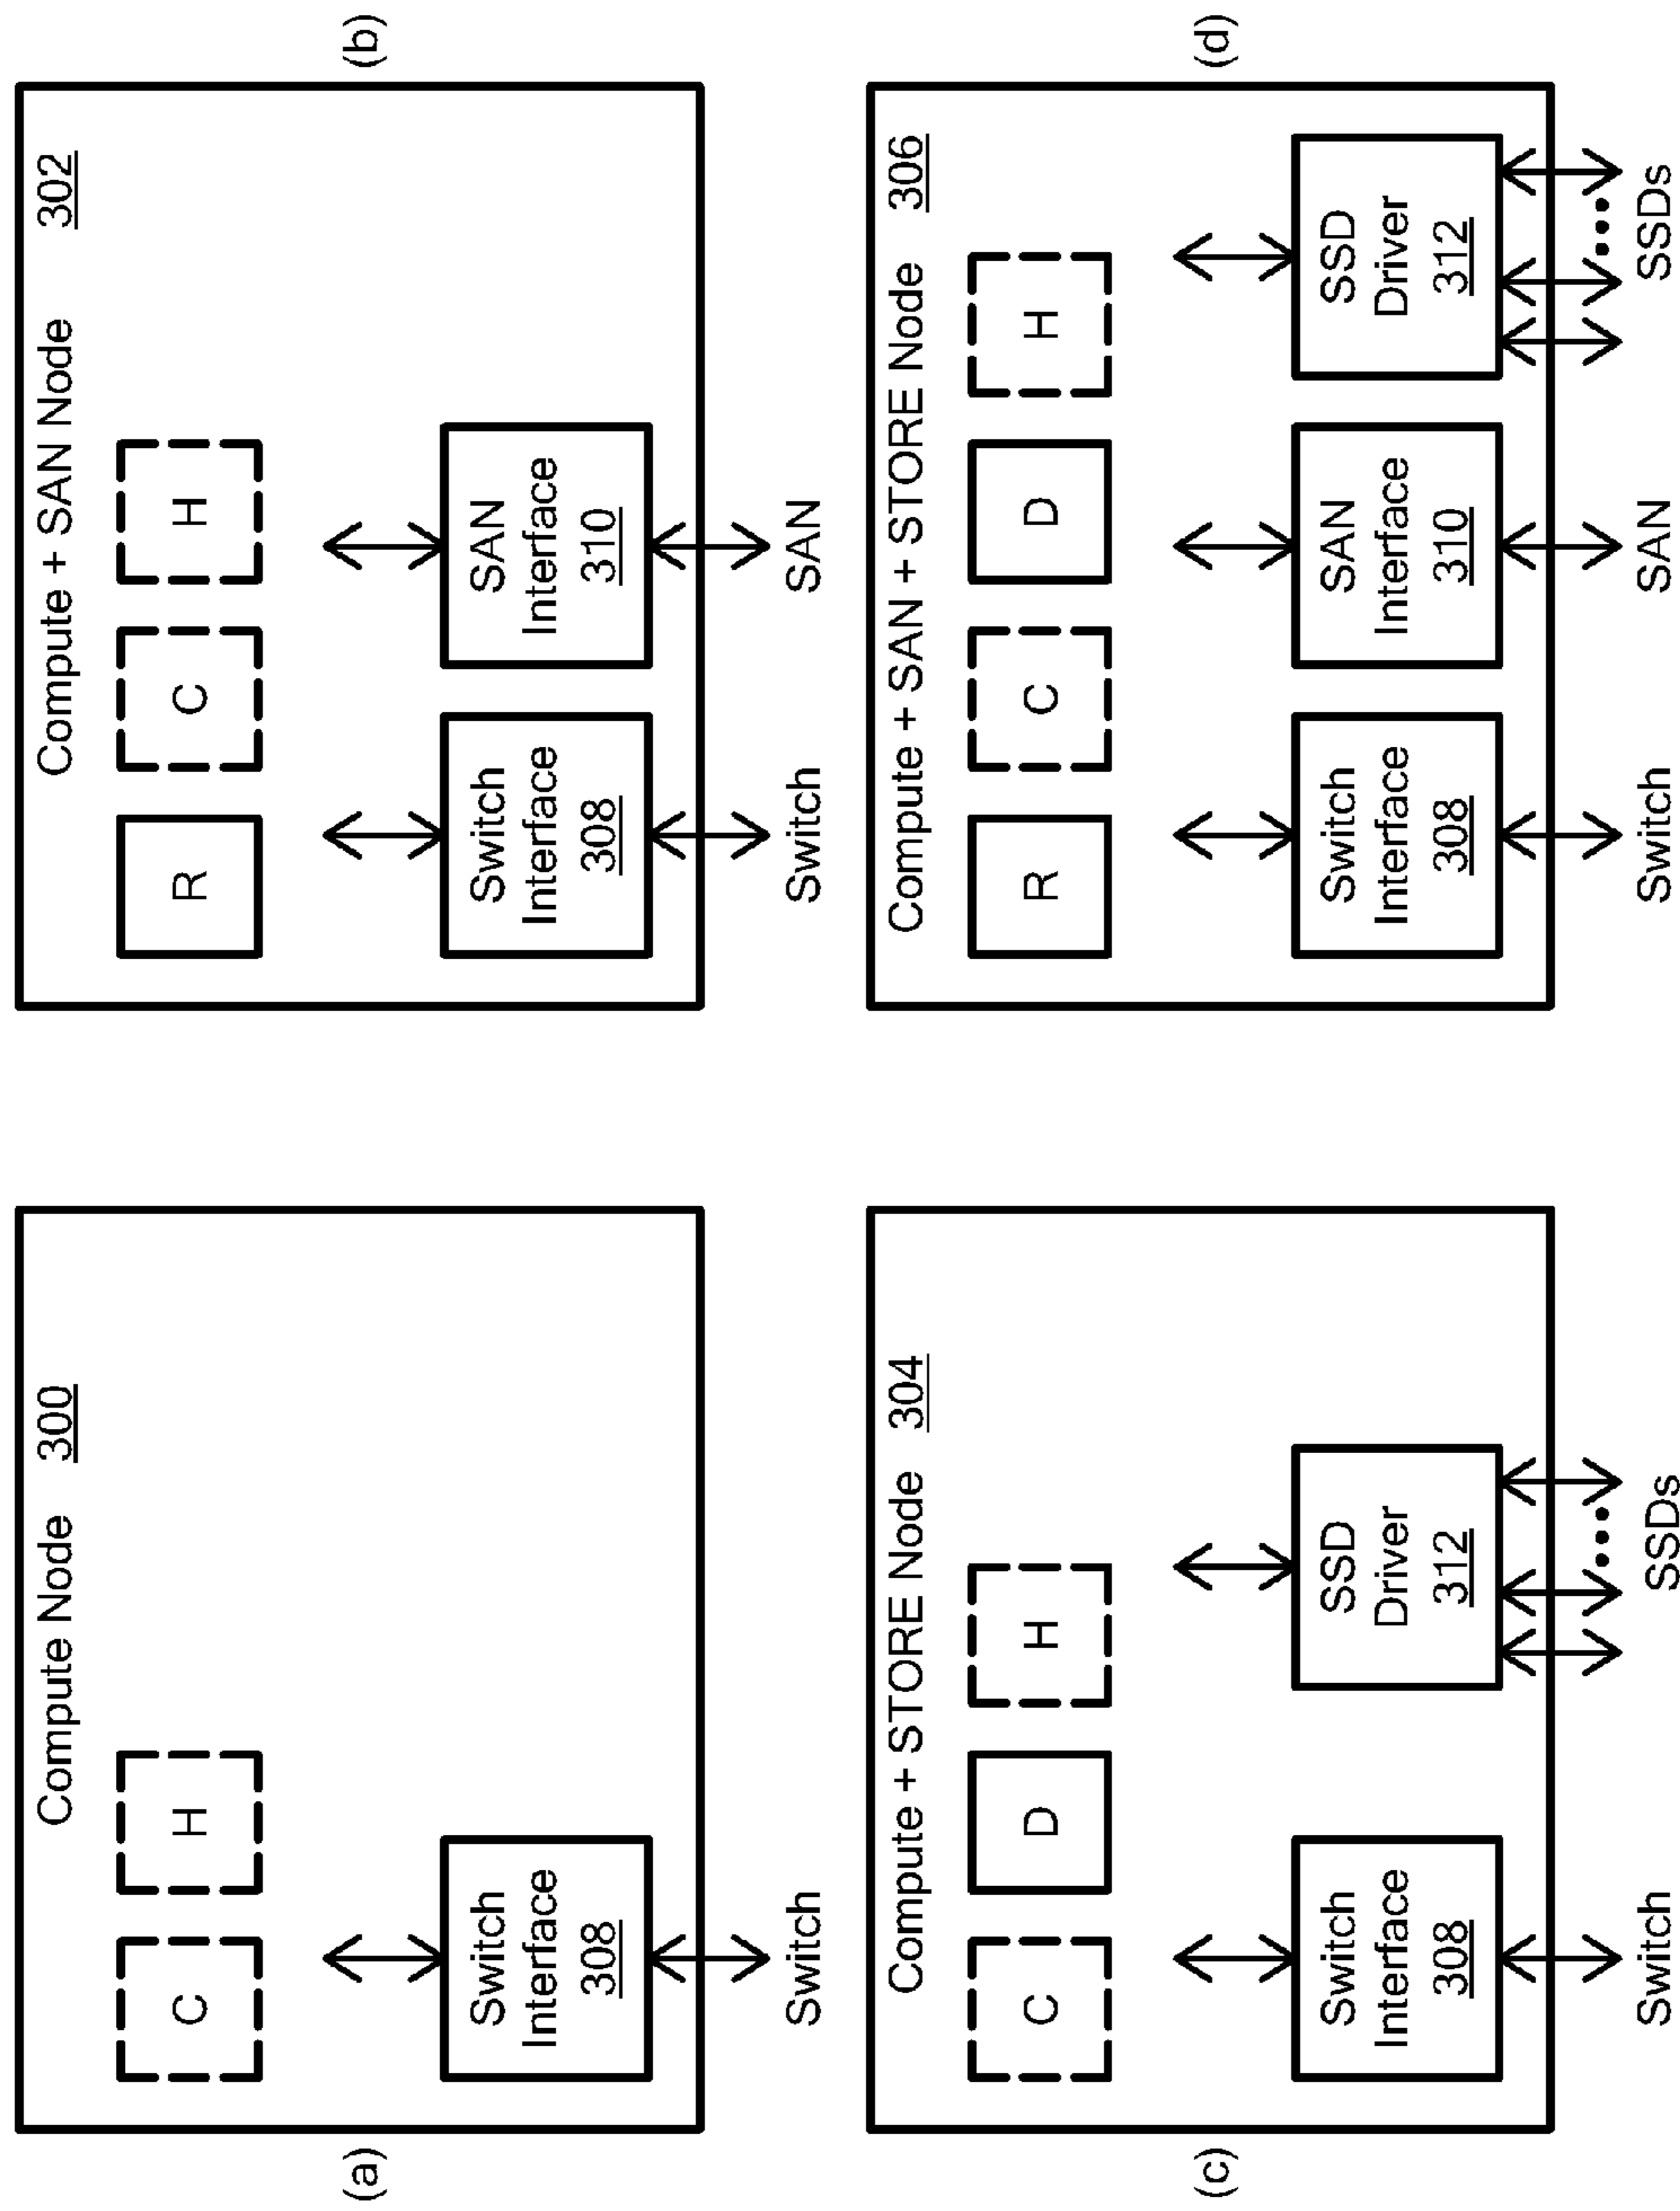 (a)
Compute Node 300
C
H
Switch
Interface
308
Switch
(b)
Compute + SAN Node 302
R
C
H
Switch
Interface
308
SAN
Interface
310
Switch
SAN
(c)
Compute + STORE Node 304
C
D
H
Switch
Interface
308
SSD
Driver
312
Switch
SSDs
(d)
Compute + SAN + STORE Node 306
R
C
D
H
Switch
Interface
308
SAN
Interface
310
SSD
Driver
312
Switch
SAN
SSDs